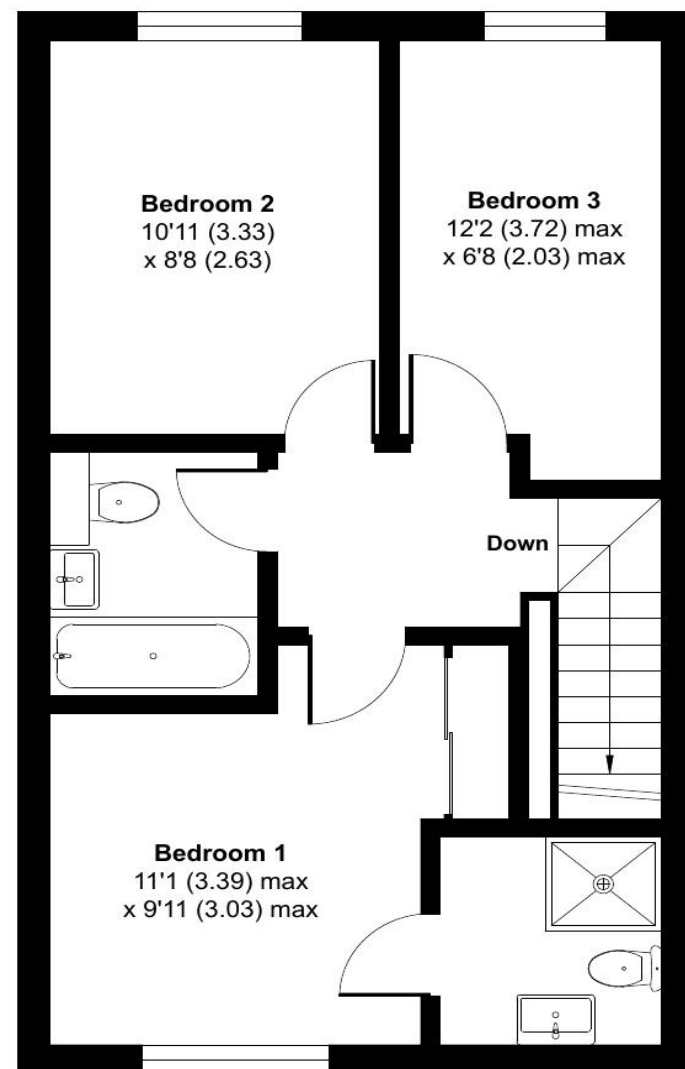 Bedroom 2
10'11 (3.33)
x 8'8 (2.63)
Bedroom 3
12'2 (3.72) max
x 6'8 (2.03) max
Down
Bedroom 1
11'1 (3.39) max
x 9'11 (3.03) max